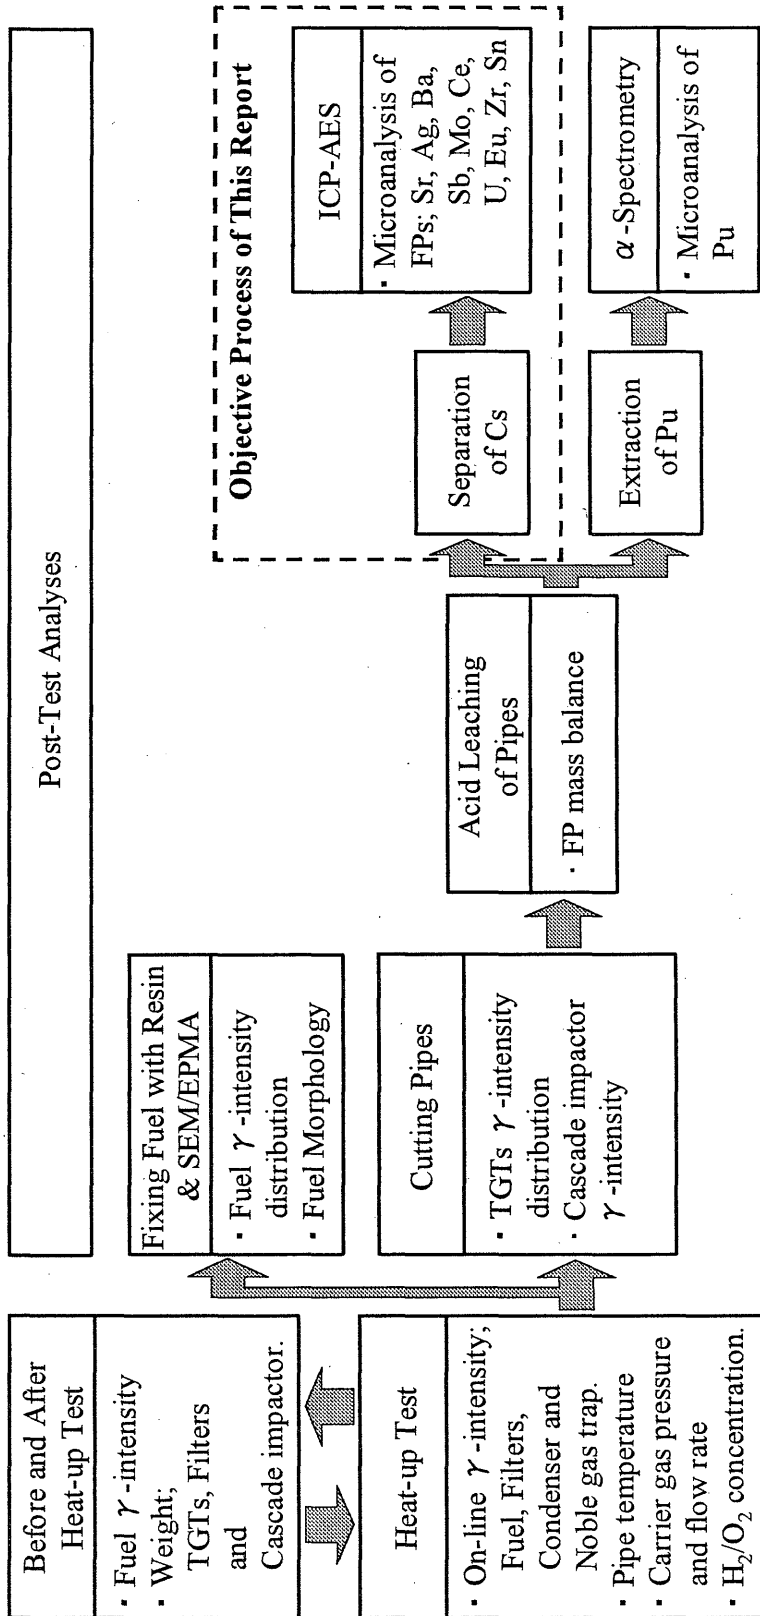 Before and After
Heat-up Test
・Fuel γ-intensity
・Weight;
TGTs, Filters
and
Cascade impactor.
Heat-up Test
・On-line γ-intensity;
Fuel, Filters,
Condenser and
Noble gas trap.
・Pipe temperature
・Carrier gas pressure
and flow rate
・H₂/O₂ concentration.
Post-Test Analyses
Fixing Fuel with Resin
& SEM/EPMA
・Fuel γ-intensity
distribution
・Fuel Morphology
Cutting Pipes
・TGTs γ-intensity
distribution
・Cascade impactor
γ-intensity
Acid Leaching
of Pipes
・FP mass balance
Objective Process of This Report
Separation
of Cs
ICP-AES
・Microanalysis of
FPs; Sr, Ag, Ba,
Sb, Mo, Ce,
U, Eu, Zr, Sn
Extraction
of Pu
α-Spectrometry
・Microanalysis of
Pu